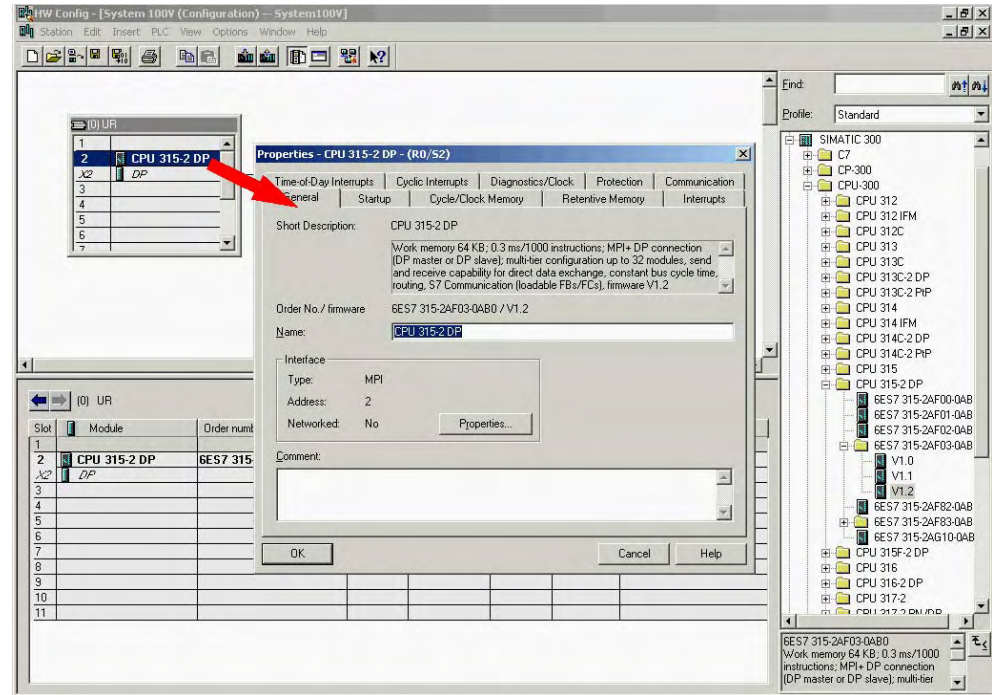 HW Config - [System 100V (Configuration) -- System100V]
Station Edit Insert PLC View Options Window Help
(0) UR
1
2 CPU 315-2 DP
X2 DP
3
4
5
6
7
Properties - CPU 315-2 DP - (R0/S2)
Time-of-Day Interrupts Cyclic Interrupts Diagnostics/Clock Protection Communication
General Startup Cycle/Clock Memory Retentive Memory Interrupts
Short Description: CPU 315-2 DP
Work memory 64 KB; 0.3 ms/1000 instructions; MPI+ DP connection
(DP master or DP slave); multi-tier configuration up to 32 modules, send
and receive capability for direct data exchange, constant bus cycle time,
routing, S7 Communication (loadable FBs/FCs), firmware V1.2
Order No./ firmware 6ES7 315-2AF03-0AB0 / V1.2
Name: CPU 315-2 DP
Interface
Type: MPI
Address: 2
Networked: No Properties...
Comment:
OK Cancel Help
(0) UR
Slot Module Order numb
1
2 CPU 315-2 DP 6ES7 315-
X2 DP
3
4
5
6
7
8
9
10
11
Find:
Profile: Standard
SIMATIC 300
C7
CP-300
CPU-300
CPU 312
CPU 312 IFM
CPU 312C
CPU 313
CPU 313C
CPU 313C-2 DP
CPU 313C-2 PtP
CPU 314
CPU 314 IFM
CPU 314C-2 DP
CPU 314C-2 PtP
CPU 315
CPU 315-2 DP
6ES7 315-2AF00-0AB
6ES7 315-2AF01-0AB
6ES7 315-2AF02-0AB
6ES7 315-2AF03-0AB
V1.0
V1.1
V1.2
6ES7 315-2AF82-0AB
6ES7 315-2AF83-0AB
6ES7 315-2AG10-0AB
CPU 315F-2 DP
CPU 316
CPU 316-2 DP
CPU 317-2
CPU 317-2 PN/DP
6ES7 315-2AF03-0AB0
Work memory 64 KB; 0.3 ms/1000
instructions; MPI+ DP connection
(DP master or DP slave); multi-tier